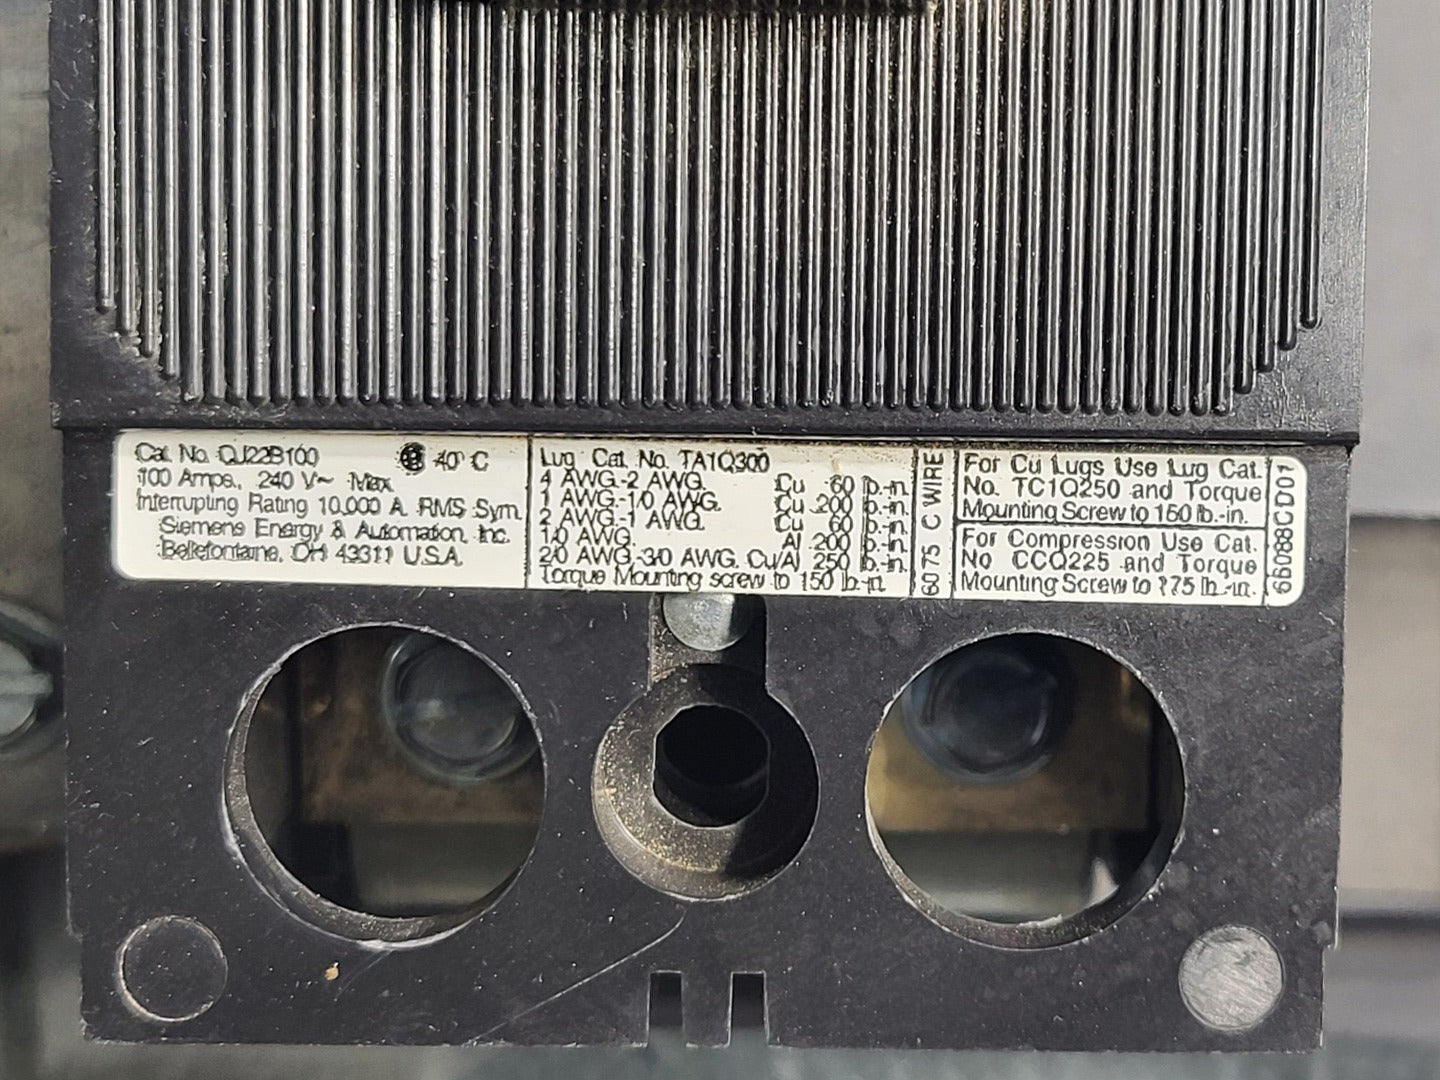 Cat. No. QJ22B100 40° C
100 Amps., 240 V~ Max.
Interrupting Rating 10,000 A. RMS Sym.
Siemens Energy & Automation, Inc.
Bellefontaine, OH 43311 U.S.A.
Lug Cat. No. TA1Q300
4 AWG.-2 AWG. Cu 60 lb.-in.
1 AWG.-1/0 AWG. Cu 200 lb.-in.
2 AWG.-1 AWG. Cu 60 lb.-in.
1/0 AWG. Al 200 lb.-in.
2/0 AWG.-3/0 AWG. Cu/Al 250 lb.-in.
Torque Mounting screw to 150 lb.-in.
60 75 C WIRE
For Cu Lugs Use Lug Cat.
No. TC1Q250 and Torque
Mounting Screw to 150 lb.-in.
For Compression Use Cat.
No CCQ225 and Torque
Mounting Screw to 175 lb.-in.
6B088CD01